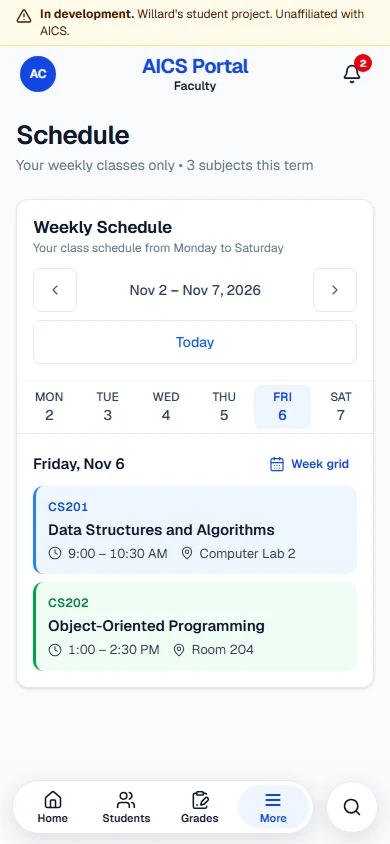 In development. Willard's student project. Unaffiliated with
AICS.
AC
AICS Portal
Faculty
2
Schedule
Your weekly classes only • 3 subjects this term
Weekly Schedule
Your class schedule from Monday to Saturday
Nov 2 – Nov 7, 2026
Today
MON TUE WED THU FRI SAT
2 3 4 5 6 7
Friday, Nov 6
Week grid
CS201
Data Structures and Algorithms
9:00 – 10:30 AM Computer Lab 2
CS202
Object-Oriented Programming
1:00 – 2:30 PM Room 204
Home Students Grades More